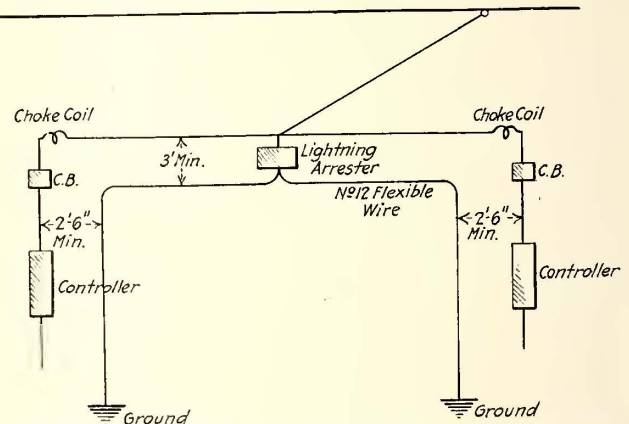 Choke Coil
Choke Coil
3' Min.
Lightning
Arrester
C.B.
C.B.
Nº12 Flexible
Wire
2'-6"
Min.
2'-6"
Min.
Controller
Controller
Ground
Ground